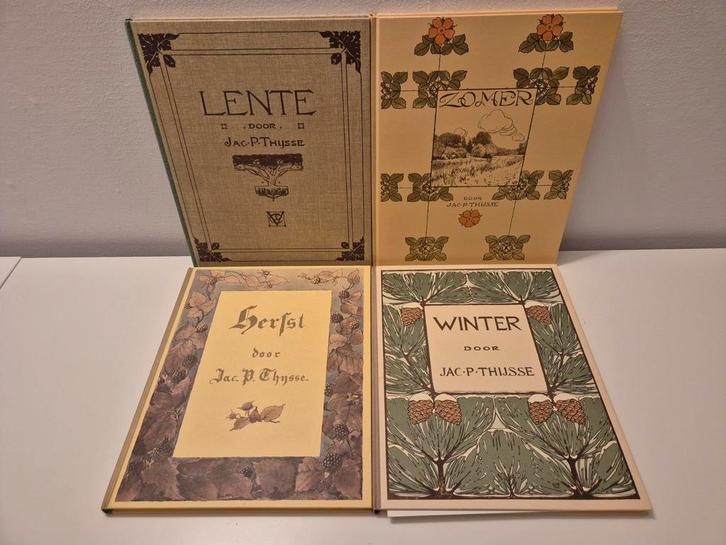 LENTE
DOOR
JAC·P·THIJSSE
ZOMER
DOOR
JAC·P·THIJSSE
Herfst
door
Jac. P. Thijsse.
WINTER
DOOR
JAC·P·THIJSSE